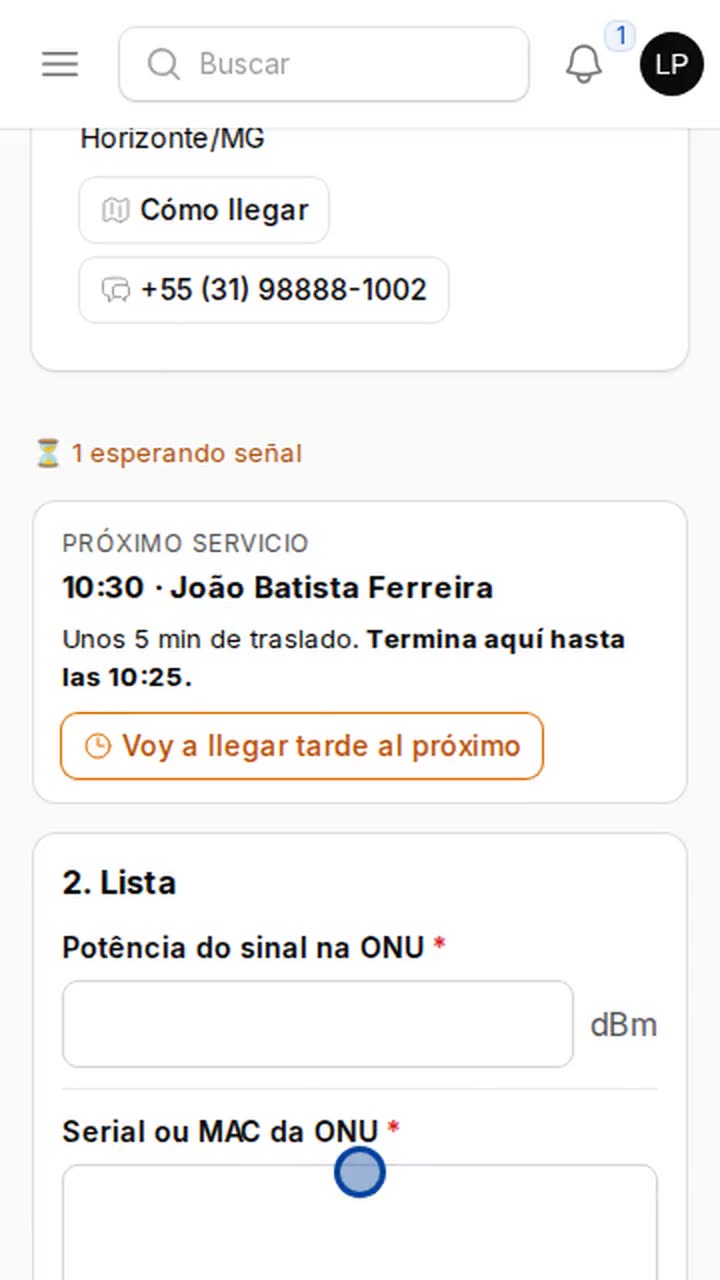 Buscar
1
LP
Horizonte/MG
Cómo llegar
+55 (31) 98888-1002
⏳ 1 esperando señal
PRÓXIMO SERVICIO
10:30 · João Batista Ferreira
Unos 5 min de traslado. Termina aquí hasta
las 10:25.
Voy a llegar tarde al próximo
2. Lista
Potência do sinal na ONU *
dBm
Serial ou MAC da ONU *